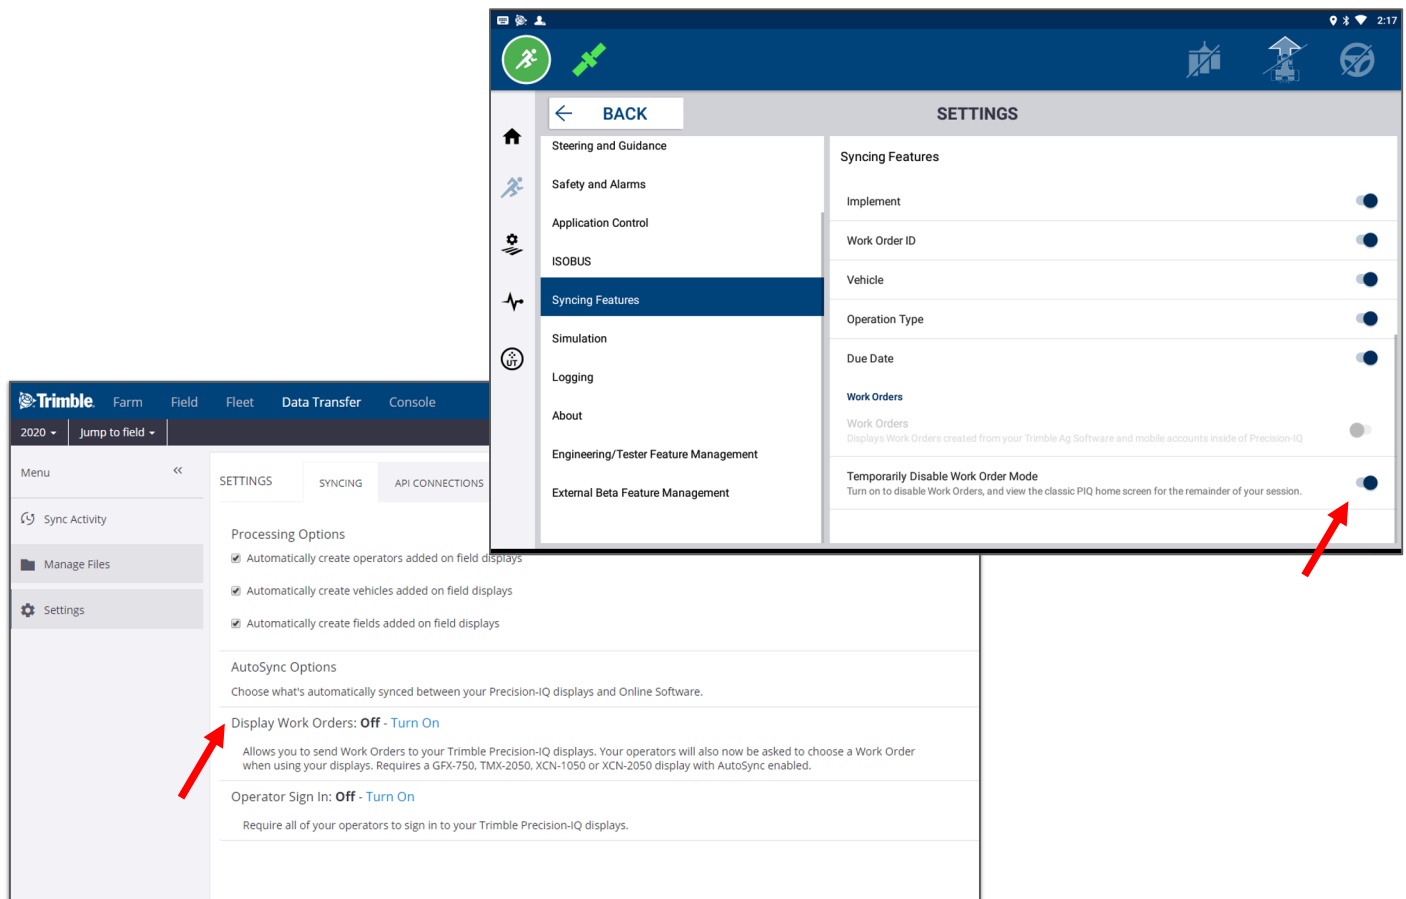 2:17
BACK
SETTINGS
Steering and Guidance
Safety and Alarms
Application Control
ISOBUS
Syncing Features
Simulation
Logging
About
Engineering/Tester Feature Management
External Beta Feature Management
UT
Syncing Features
Implement
Work Order ID
Vehicle
Operation Type
Due Date
Work Orders
Work Orders
Displays Work Orders created from your Trimble Ag Software and mobile accounts inside of Precision-IQ
Temporarily Disable Work Order Mode
Turn on to disable Work Orders, and view the classic PIQ home screen for the remainder of your session.
Trimble. Farm Field Fleet Data Transfer Console
2020 Jump to field
Menu
Sync Activity
Manage Files
Settings
SETTINGS SYNCING API CONNECTIONS
Processing Options
Automatically create operators added on field displays
Automatically create vehicles added on field displays
Automatically create fields added on field displays
AutoSync Options
Choose what's automatically synced between your Precision-IQ displays and Online Software.
Display Work Orders: Off - Turn On
Allows you to send Work Orders to your Trimble Precision-IQ displays. Your operators will also now be asked to choose a Work Order
when using your displays. Requires a GFX-750, TMX-2050, XCN-1050 or XCN-2050 display with AutoSync enabled.
Operator Sign In: Off - Turn On
Require all of your operators to sign in to your Trimble Precision-IQ displays.